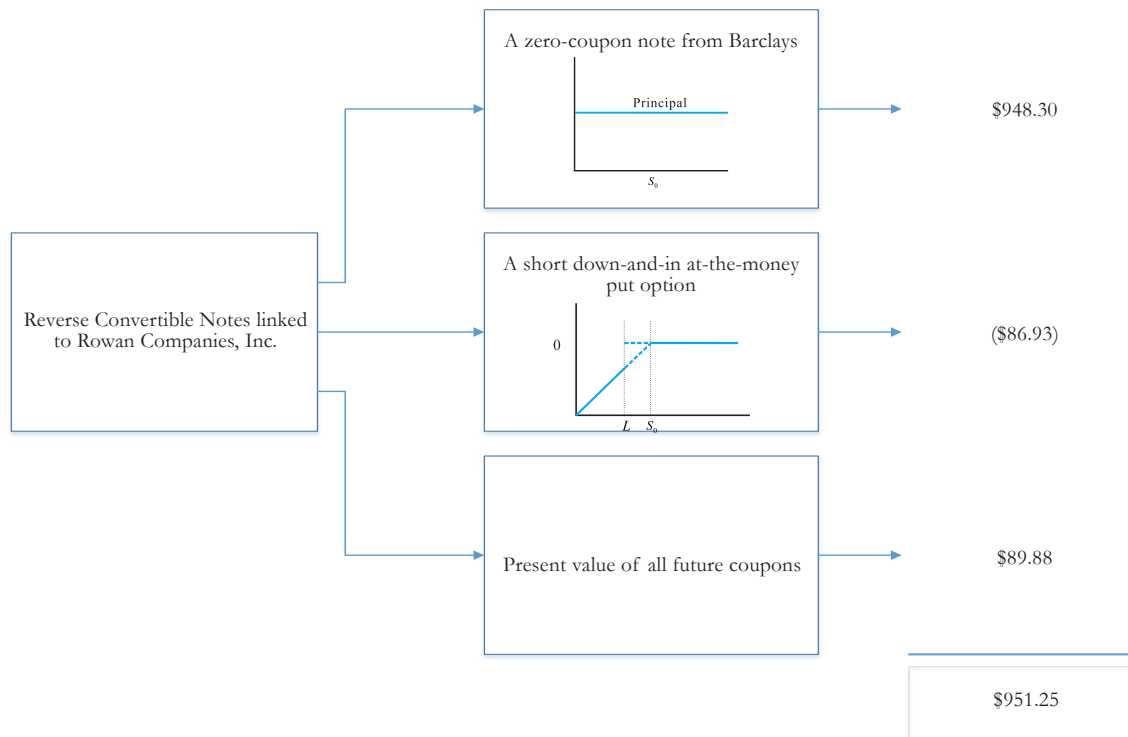 A zero-coupon note from Barclays
Principal
S₀
$948.30
Reverse Convertible Notes linked
to Rowan Companies, Inc.
A short down-and-in at-the-money
put option
0
L S₀
($86.93)
Present value of all future coupons
$89.88
$951.25